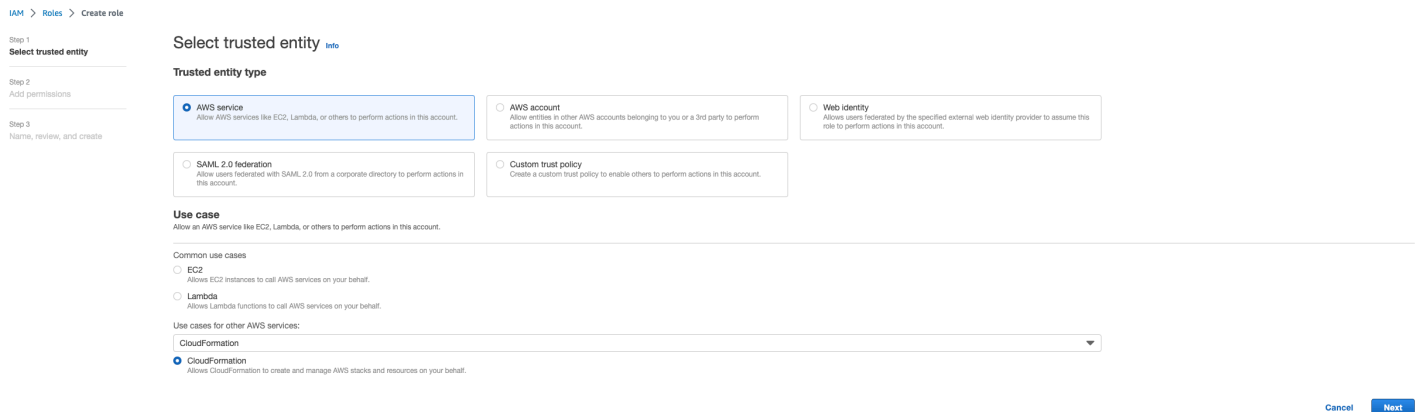 IAM > Roles > Create role
Step 1
Select trusted entity
Step 2
Add permissions
Step 3
Name, review, and create
Select trusted entity Info
Trusted entity type
AWS service
Allow AWS services like EC2, Lambda, or others to perform actions in this account.
AWS account
Allow entities in other AWS accounts belonging to you or a 3rd party to perform
actions in this account.
Web identity
Allows users federated by the specified external web identity provider to assume this
role to perform actions in this account.
SAML 2.0 federation
Allow users federated with SAML 2.0 from a corporate directory to perform actions in
this account.
Custom trust policy
Create a custom trust policy to enable others to perform actions in this account.
Use case
Allow an AWS service like EC2, Lambda, or others to perform actions in this account.
Common use cases
EC2
Allows EC2 instances to call AWS services on your behalf.
Lambda
Allows Lambda functions to call AWS services on your behalf.
Use cases for other AWS services:
CloudFormation
CloudFormation
Allows CloudFormation to create and manage AWS stacks and resources on your behalf.
Cancel Next